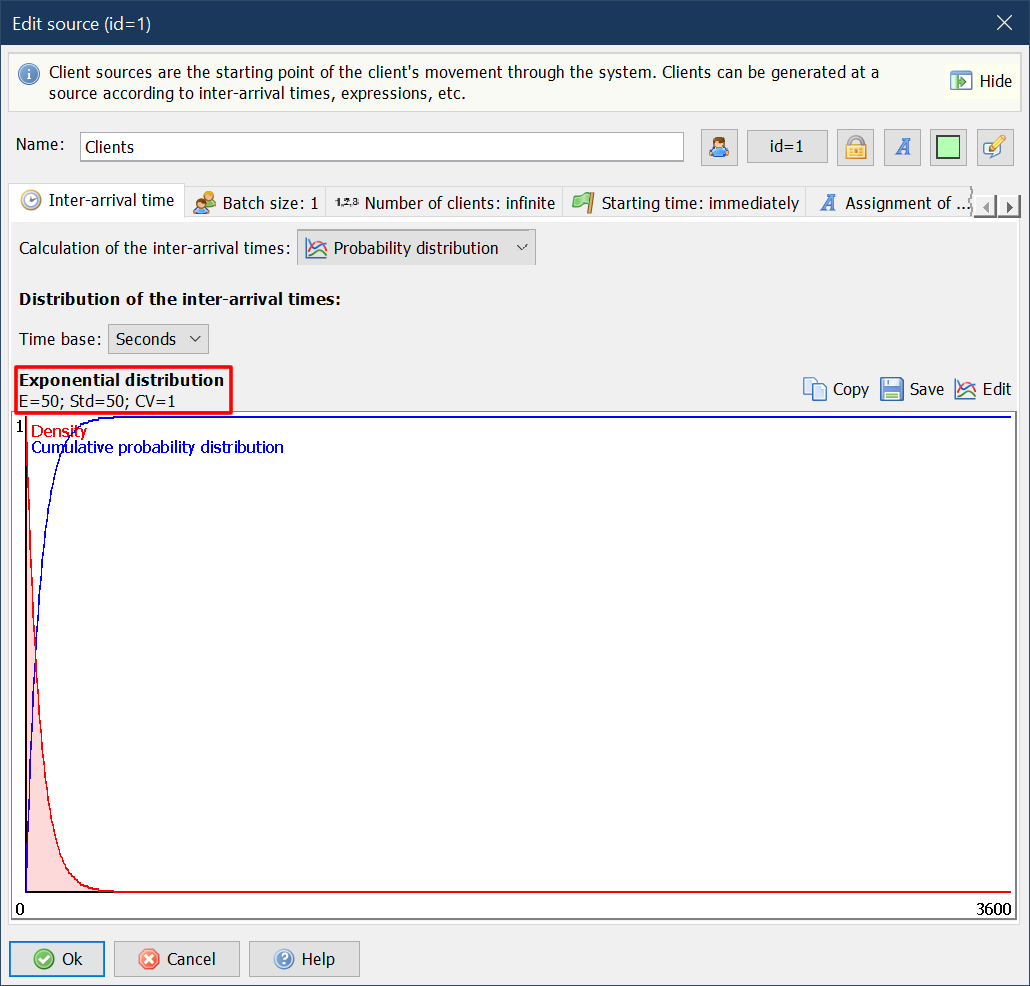 Edit source (id=1)
Client sources are the starting point of the client's movement through the system. Clients can be generated at a
source according to inter-arrival times, expressions, etc.
Hide
Name: Clients id=1 A
Inter-arrival time Batch size: 1 1,2,3 Number of clients: infinite Starting time: immediately A Assignment of ...
Calculation of the inter-arrival times: Probability distribution
Distribution of the inter-arrival times:
Time base: Seconds
Exponential distribution
E=50; Std=50; CV=1
Copy Save Edit
1
Density
Cumulative probability distribution
0 3600
Ok Cancel Help